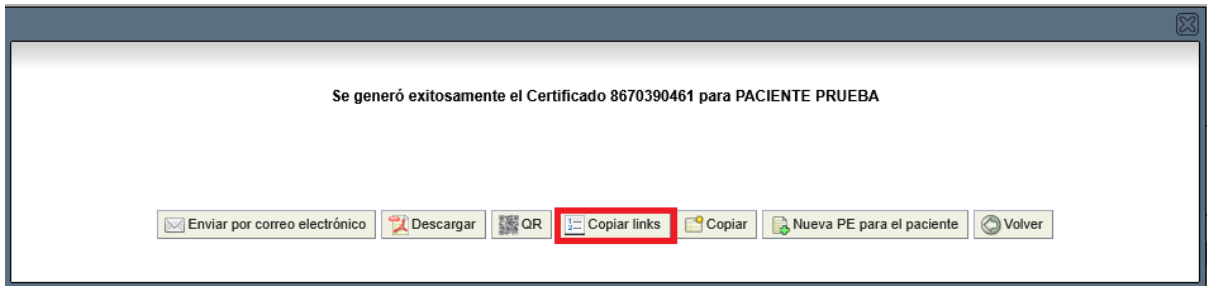 Se generó exitosamente el Certificado 8670390461 para PACIENTE PRUEBA
Enviar por correo electrónico Descargar QR Copiar links Copiar Nueva PE para el paciente Volver